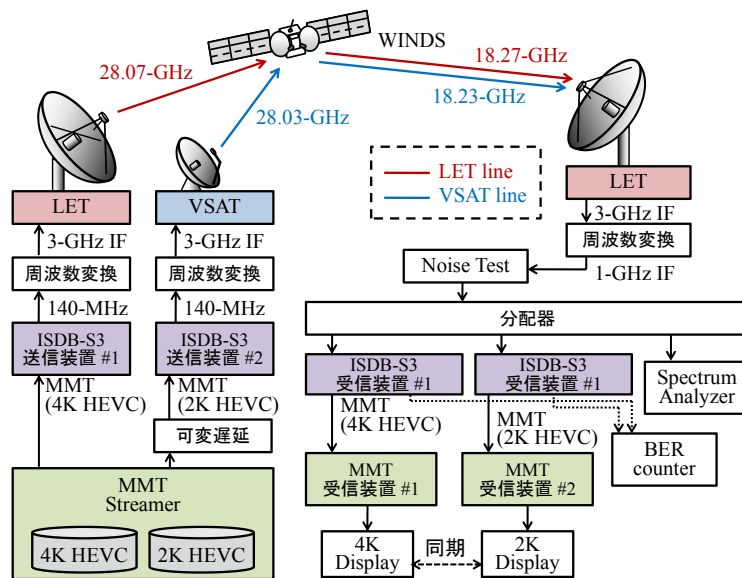 WINDS
28.07-GHz
18.27-GHz
18.23-GHz
28.03-GHz
LET line
VSAT line
LET
VSAT
LET
3-GHz IF
3-GHz IF
3-GHz IF
周波数変換
周波数変換
周波数変換
1-GHz IF
Noise Test
140-MHz
140-MHz
分配器
ISDB-S3
送信装置 #1
ISDB-S3
送信装置 #2
ISDB-S3
受信装置 #1
ISDB-S3
受信装置 #1
Spectrum
Analyzer
MMT
(4K HEVC)
MMT
(2K HEVC)
MMT
(4K HEVC)
MMT
(2K HEVC)
可変遅延
BER
counter
MMT
Streamer
4K HEVC
2K HEVC
MMT
受信装置 #1
MMT
受信装置 #2
4K
Display
同期
2K
Display